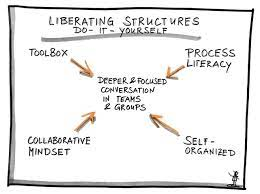 LIBERATING STRUCTURES
DO-IT-YOURSELF
TOOLBOX
PROCESS
LITERACY
DEEPER & FOCUSED
CONVERSATION
IN TEAMS
& GROUPS
COLLABORATIVE
MINDSET
SELF-
ORGANIZED